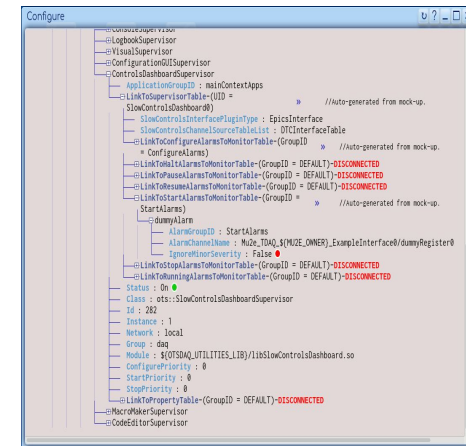 Configure
ConsoleSupervisor
LogbookSupervisor
VisualSupervisor
ConfigurationGUISupervisor
ControlsDashboardSupervisor
ApplicationGroupID : mainContextApps
LinkToSupervisorTable-(UID = » //Auto-generated from mock-up.
SlowControlsDashboard0)
SlowControlsInterfacePluginType : EpicsInterface
SlowControlsChannelSourceTableList : DTCInterfaceTable
LinkToConfigureAlarmsToMonitorTable-(GroupID » //Auto-generated from mock-up.
= ConfigureAlarms)
LinkToHaltAlarmsToMonitorTable-(GroupID = DEFAULT)-DISCONNECTED
LinkToPauseAlarmsToMonitorTable-(GroupID = DEFAULT)-DISCONNECTED
LinkToResumeAlarmsToMonitorTable-(GroupID = DEFAULT)-DISCONNECTED
LinkToStartAlarmsToMonitorTable-(GroupID = » //Auto-generated from mock-up.
StartAlarms)
dummyAlarm
AlarmGroupID : StartAlarms
AlarmChannelName : Mu2e_TDAQ_${MU2E_OWNER}_ExampleInterface0/dummyRegister0
IgnoreMinorSeverity : False
LinkToStopAlarmsToMonitorTable-(GroupID = DEFAULT)-DISCONNECTED
LinkToRunningAlarmsToMonitorTable-(GroupID = DEFAULT)-DISCONNECTED
Status : On
Class : ots::SlowControlsDashboardSupervisor
Id : 282
Instance : 1
Network : local
Group : daq
Module : ${OTSDAQ_UTILITIES_LIB}/libSlowControlsDashboard.so
ConfigurePriority : 0
StartPriority : 0
StopPriority : 0
LinkToPropertyTable-(GroupID = DEFAULT)-DISCONNECTED
MacroMakerSupervisor
CodeEditorSupervisor